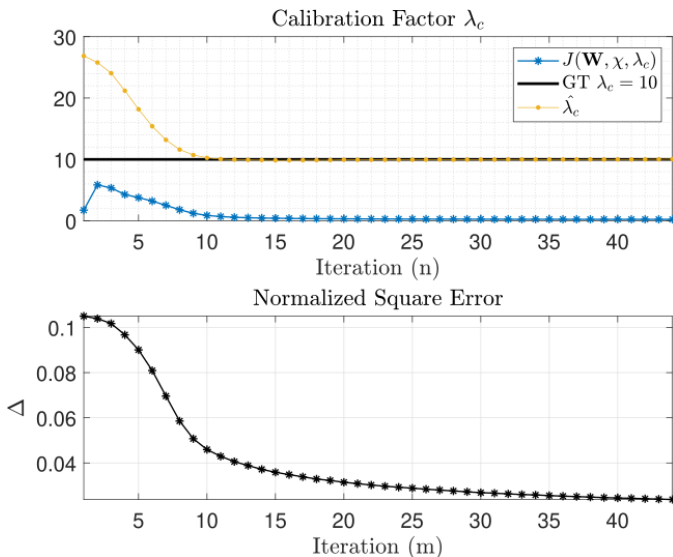 Calibration Factor λ_c
30
20
10
0
J(W, χ, λ_c)
GT λ_c = 10
λ̂_c
5 10 15 20 25 30 35 40
Iteration (n)
Normalized Square Error
0.1
0.08
0.06
0.04
Δ
5 10 15 20 25 30 35 40
Iteration (m)